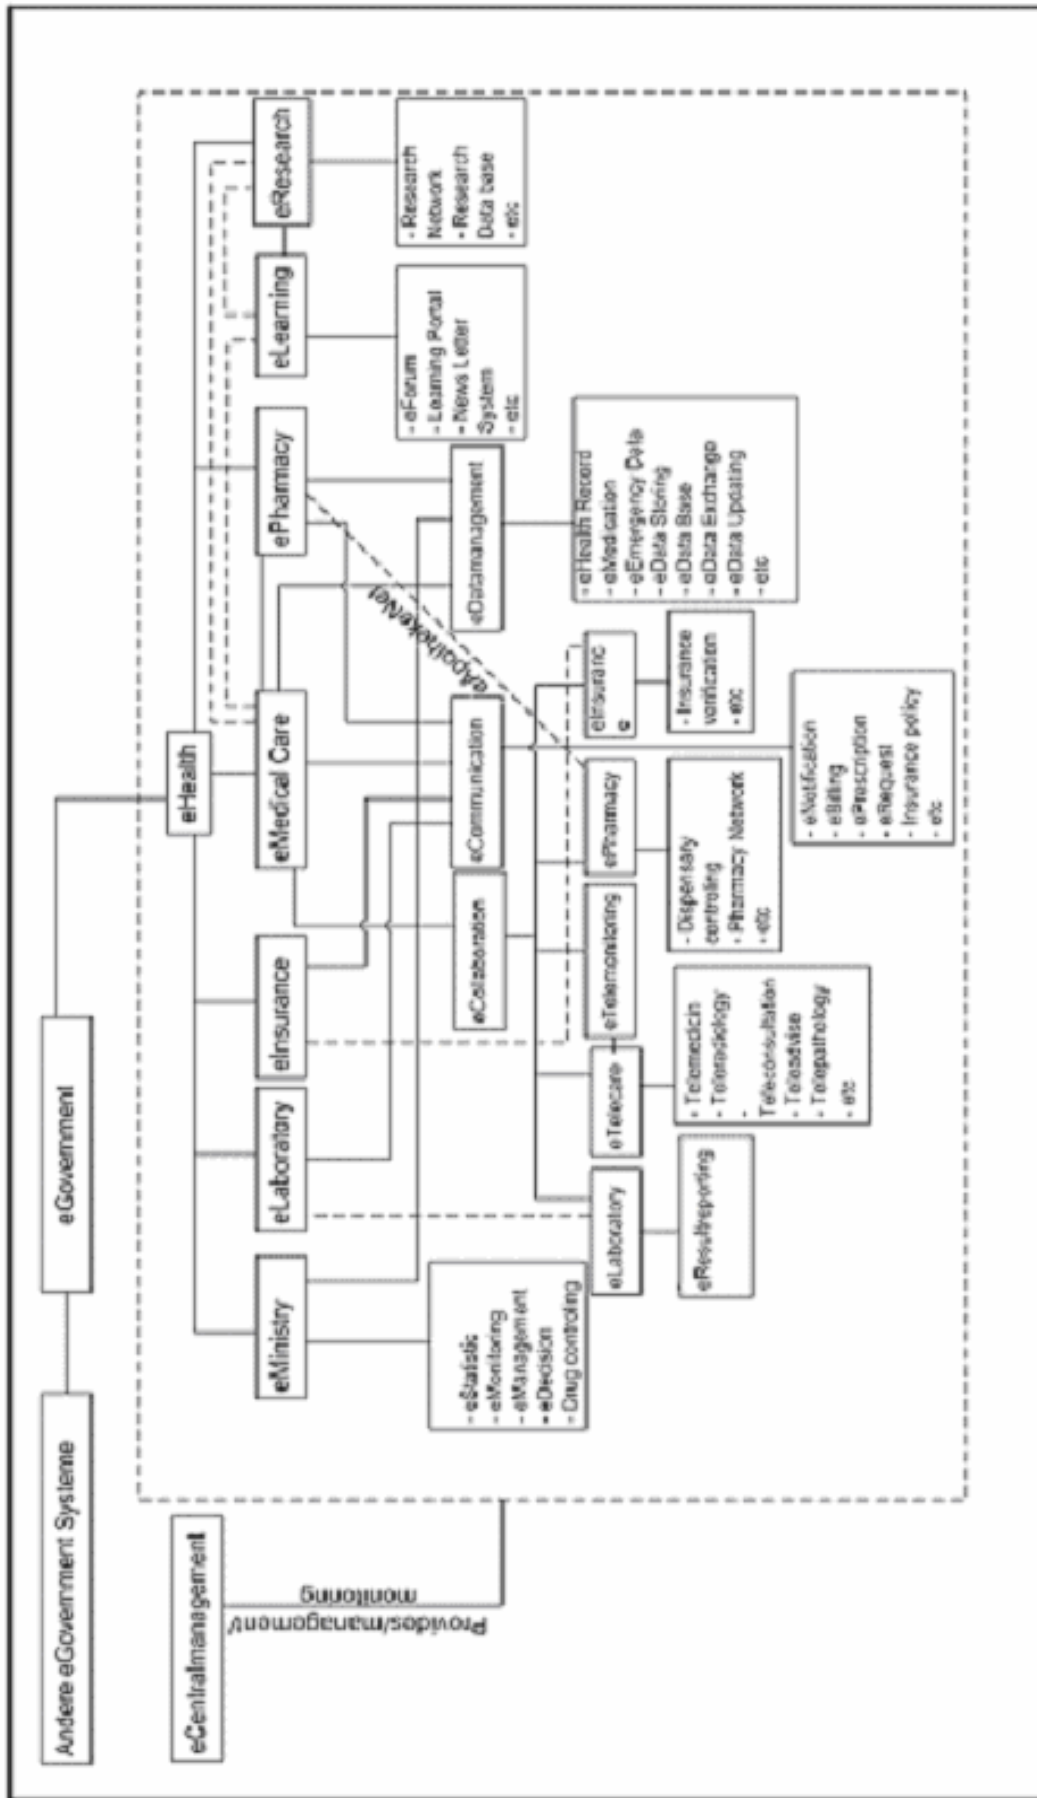 Andere eGovernment Systeme
eGovernment
eCentralmanagement
Provides/management/
monitoring
eHealth
eMinistry
eLaboratory
eInsurance
eMedical Care
ePharmacy
eLearning
eResearch
- eStatistic
- eMonitoring
- eManagement
- eDecision
- Drug controling
eCollaboration
eCommunication
eDatamanagement
eApothekeNet
- eForum
- Learning Portal
- News Letter
System
- etc
- Research
Network
- Research
Data base
- etc
eLaboratory
eTelecare
eTelemonitoring
ePharmacy
eInsuranc
e
- eHealth Record
- eMedication
- eEmergency Data
- eData Storing
- eData Base
- eData Exchange
- eData Updating
- etc
eResultreporting
- Telemedicin
- Teleradiology
-
Teleconsultation
- Teleadvise
- Telepathology
- etc
- Dispensary
controling
- Pharmacy Network
- etc
- Insurance
verification
- etc
- eNotification
- eBilling
- ePrescription
- eRequest
- Insurance policy
- etc